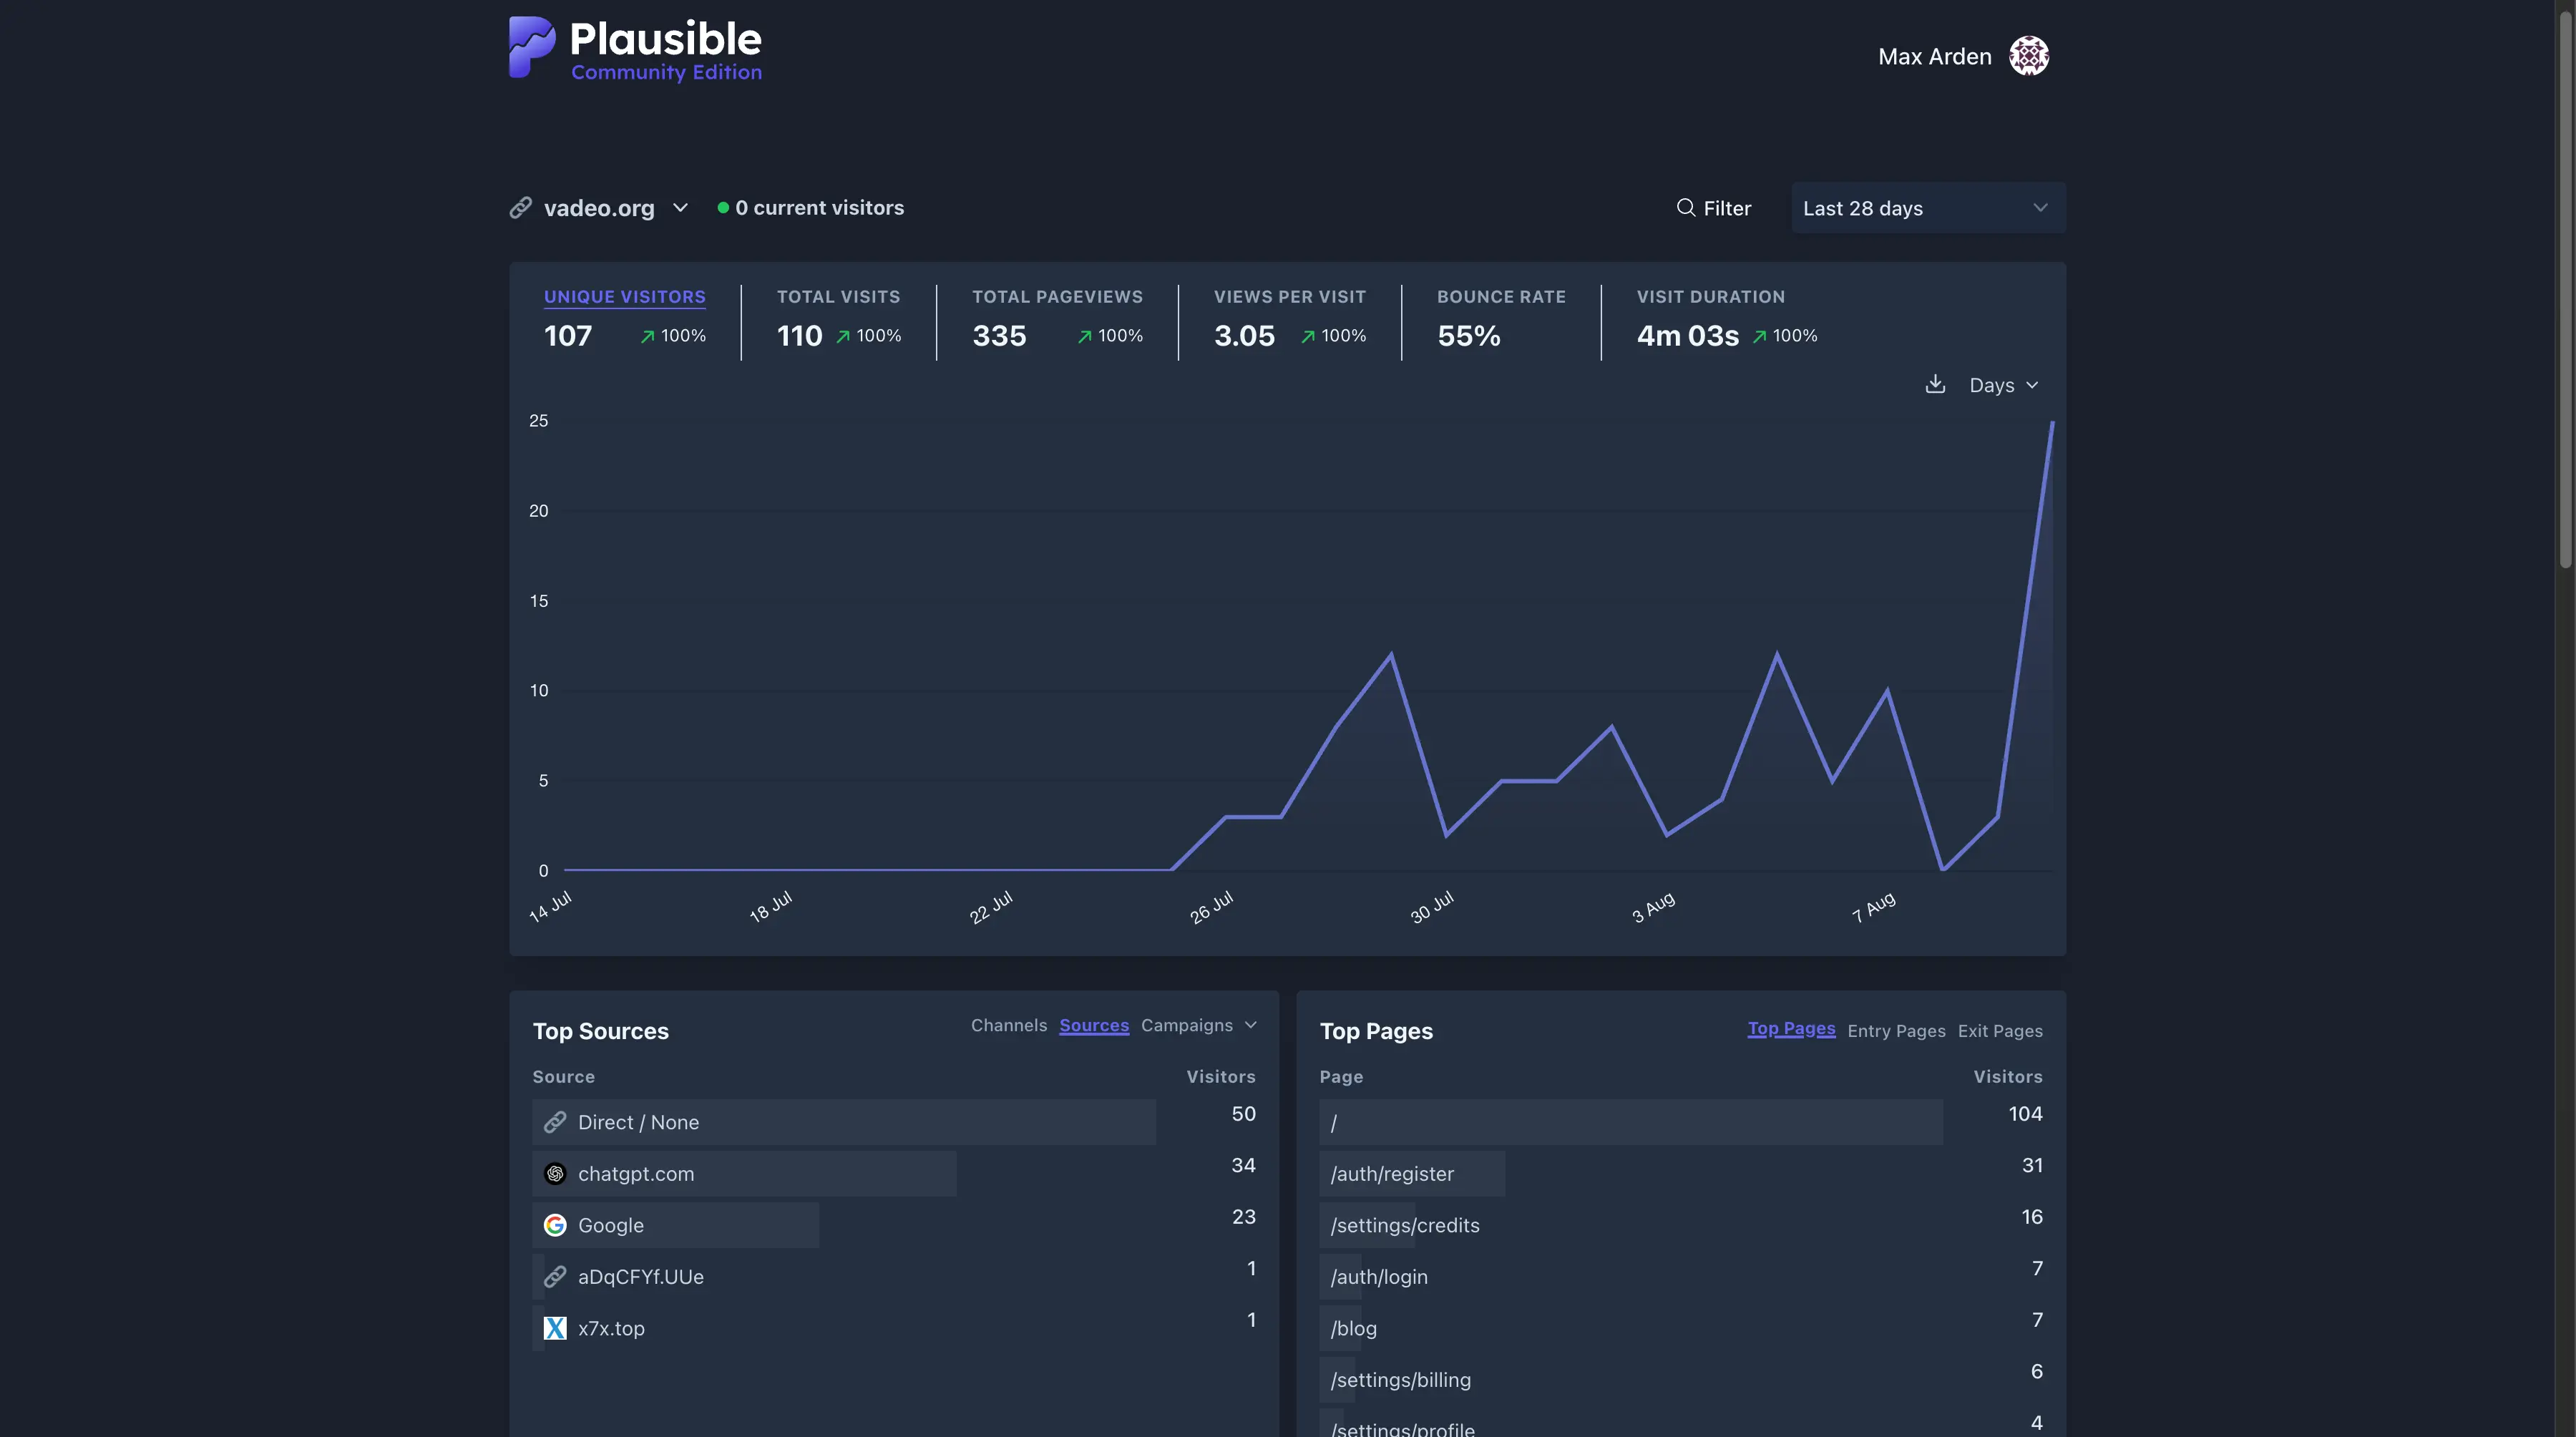 Plausible
Community Edition
Max Arden
vadeo.org
0 current visitors
Filter
Last 28 days
UNIQUE VISITORS
107 100%
TOTAL VISITS
110 100%
TOTAL PAGEVIEWS
335 100%
VIEWS PER VISIT
3.05 100%
BOUNCE RATE
55%
VISIT DURATION
4m 03s 100%
Days
25
20
15
10
5
0
14 Jul
18 Jul
22 Jul
26 Jul
30 Jul
3 Aug
7 Aug
Top Sources
Channels Sources Campaigns
Source Visitors
Direct / None 50
chatgpt.com 34
Google 23
aDqCFYf.UUe 1
x7x.top 1
Top Pages
Top Pages Entry Pages Exit Pages
Page Visitors
/ 104
/auth/register 31
/settings/credits 16
/auth/login 7
/blog 7
/settings/billing 6
/settings/profile 4